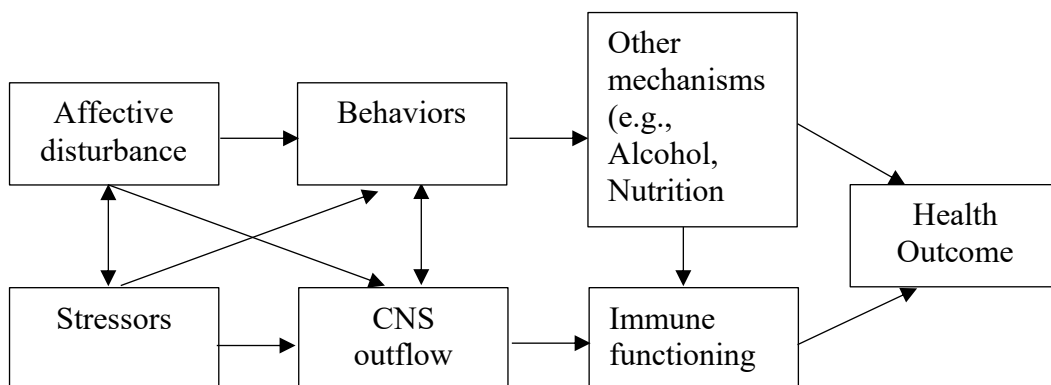 Affective
disturbance
Behaviors
Other
mechanisms
(e.g.,
Alcohol,
Nutrition
Health
Outcome
Stressors
CNS
outflow
Immune
functioning